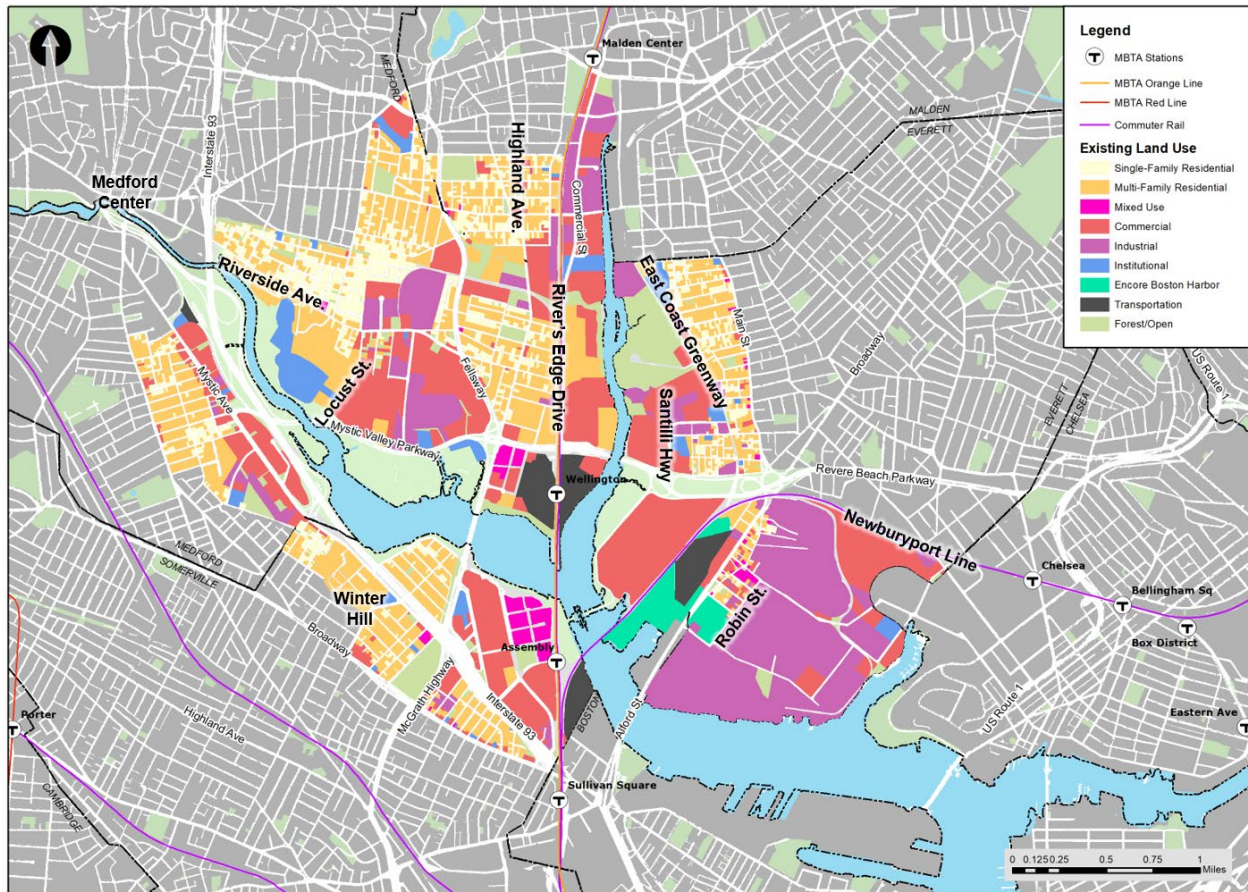 Legend
MBTA Stations
MBTA Orange Line
MBTA Red Line
Commuter Rail
Existing Land Use
Single-Family Residential
Multi-Family Residential
Mixed Use
Commercial
Industrial
Institutional
Encore Boston Harbor
Transportation
Forest/Open
Malden Center
MEDFORD
MALDEN
EVERETT
Interstate 93
Highland Ave.
Medford
Center
Commercial St
Riverside Ave.
East Coast Greenway
Main St
Broadway
US Route 1
River's Edge Drive
Locust St.
Fellsway
Mystic Ave
EVERETT
CHELSEA
Santilli Hwy
Mystic Valley Parkway
Revere Beach Parkway
Wellington
Newburyport Line
MEDFORD
SOMERVILLE
Chelsea
Winter
Hill
Robin St.
Bellingham Sq
Broadway
Assembly
Box District
McGrath Highway
Interstate 93
BOSTON
Alford St
US Route 1
Porter
Highland Ave
Eastern Ave
CAMBRIDGE
Sullivan Square
0 0.125 0.25 0.5 0.75 1
Miles